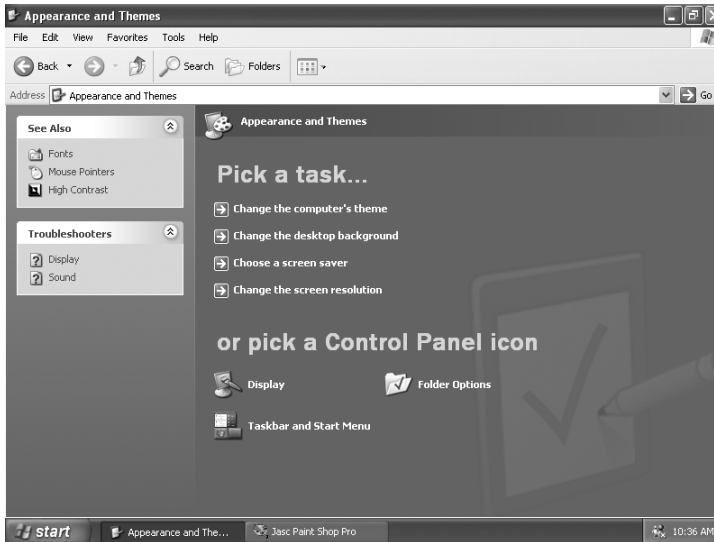 Appearance and Themes
File Edit View Favorites Tools Help
Back Search Folders
Address Appearance and Themes Go
See Also
Fonts
Mouse Pointers
High Contrast
Troubleshooters
Display
Sound
Appearance and Themes
Pick a task...
Change the computer's theme
Change the desktop background
Choose a screen saver
Change the screen resolution
or pick a Control Panel icon
Display Folder Options
Taskbar and Start Menu
start Appearance and The... Jasc Paint Shop Pro 10:36 AM